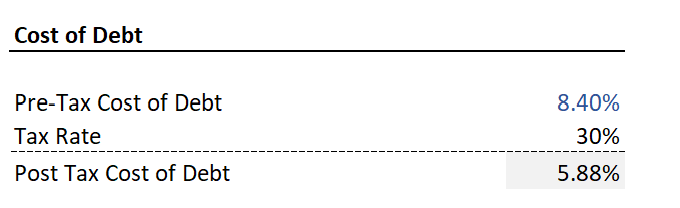 Cost of Debt
Pre-Tax Cost of Debt 8.40%
Tax Rate 30%
Post Tax Cost of Debt 5.88%